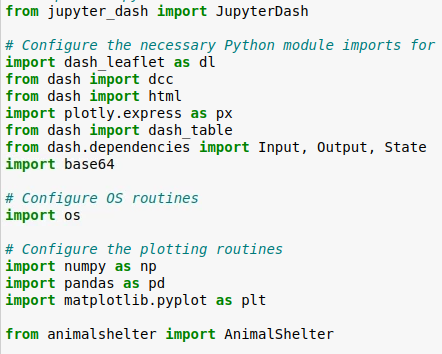 from jupyter_dash import JupyterDash
# Configure the necessary Python module imports for
import dash_leaflet as dl
from dash import dcc
from dash import html
import plotly.express as px
from dash import dash_table
from dash.dependencies import Input, Output, State
import base64
# Configure OS routines
import os
# Configure the plotting routines
import numpy as np
import pandas as pd
import matplotlib.pyplot as plt
from animalshelter import AnimalShelter